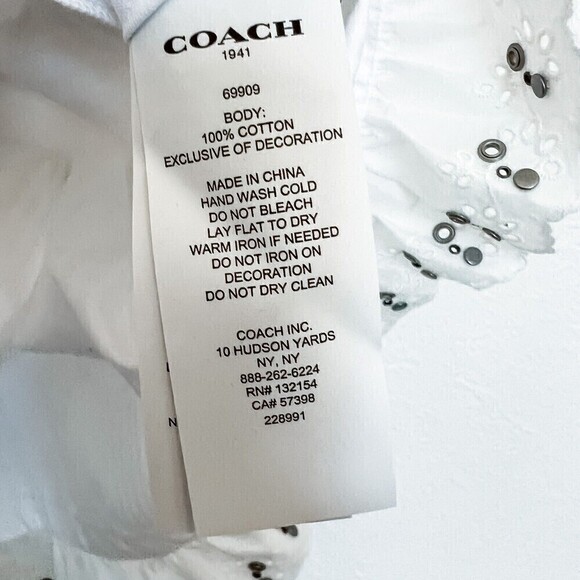 COACH
1941
69909
BODY:
100% COTTON
EXCLUSIVE OF DECORATION
MADE IN CHINA
HAND WASH COLD
DO NOT BLEACH
LAY FLAT TO DRY
WARM IRON IF NEEDED
DO NOT IRON ON
DECORATION
DO NOT DRY CLEAN
COACH INC.
10 HUDSON YARDS
NY, NY
888-262-6224
RN# 132154
CA# 57398
228991
N